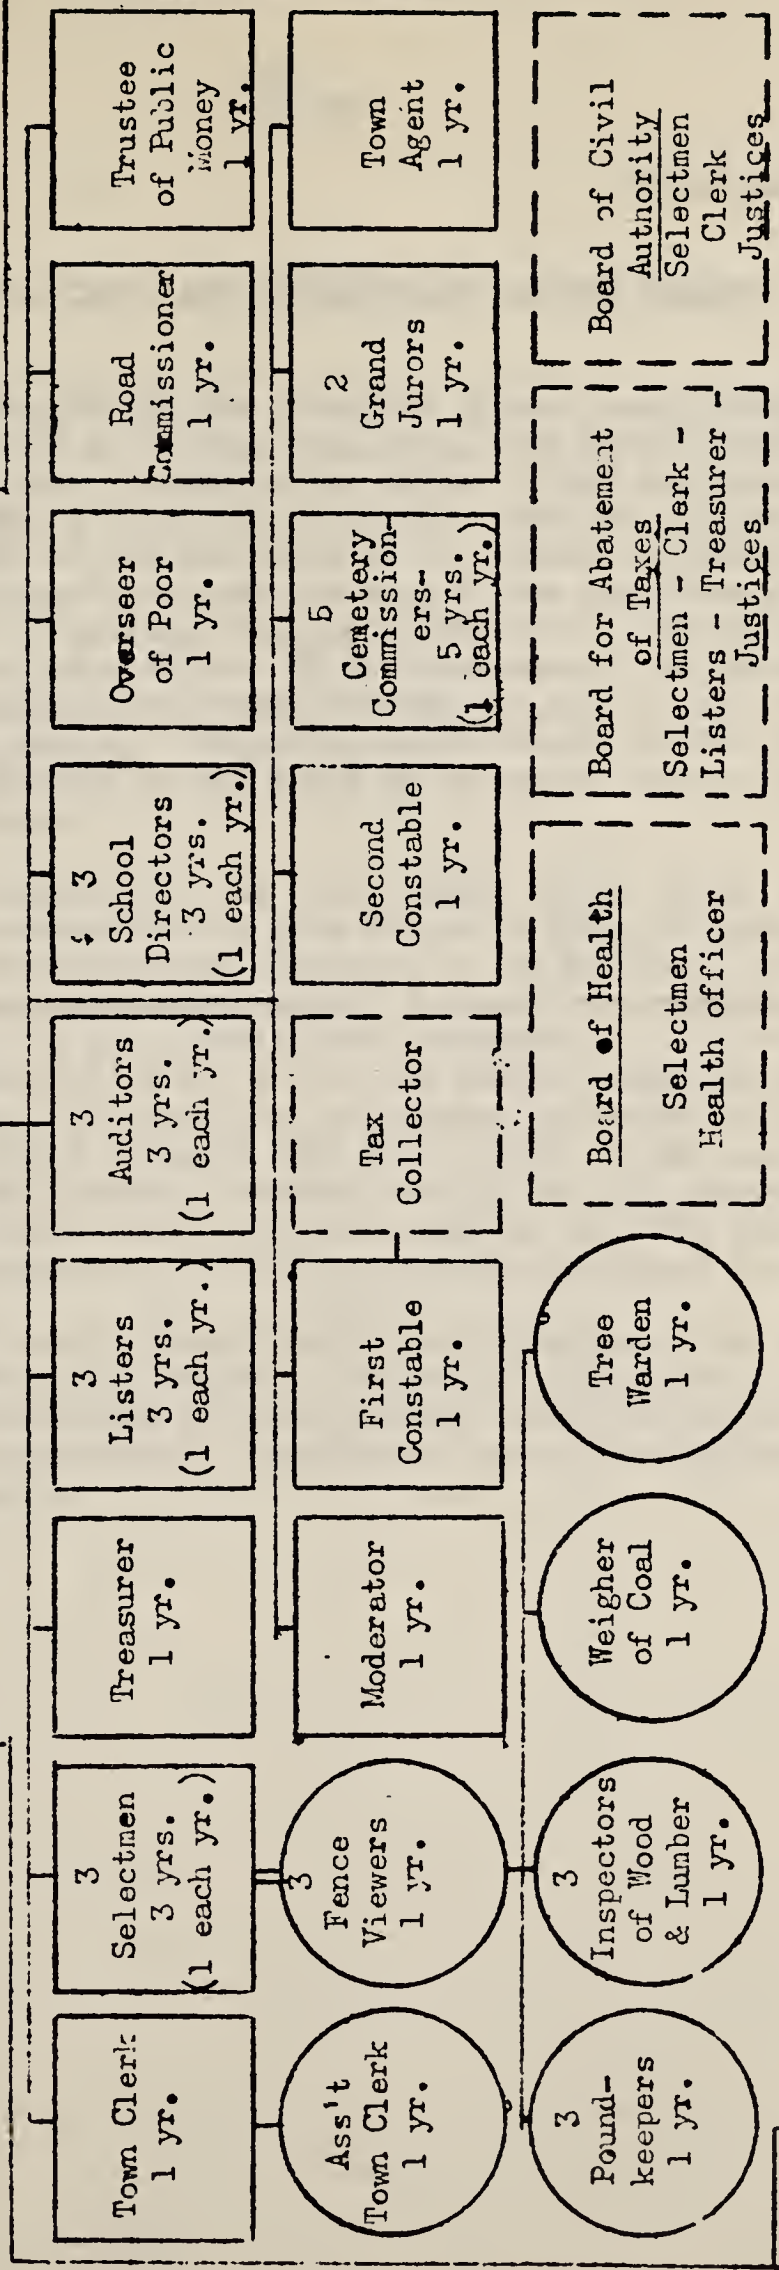 Town Clerk
1 yr.
3
Selectmen
3 yrs.
(1 each yr.)
Treasurer
1 yr.
3
Listers
3 yrs.
(1 each yr.)
3
Auditors
3 yrs.
(1 each yr.)
3
School
Directors
3 yrs.
(1 each yr.)
Overseer
of Poor
1 yr.
Road
Commissioner
1 yr.
Trustee
of Public
Money
1 yr.
Ass't
Town Clerk
1 yr.
3
Fence
Viewers
1 yr.
Moderator
1 yr.
First
Constable
1 yr.
Tax
Collector
Second
Constable
1 yr.
5
Cemetery
Commission-
ers-
5 yrs.
(1 each yr.)
2
Grand
Jurors
1 yr.
Town
Agent
1 yr.
3
Pound-
keepers
1 yr.
3
Inspectors
of Wood
& Lumber
1 yr.
Weigher
of Coal
1 yr.
Tree
Warden
1 yr.
Board of Health
Selectmen
Health officer
Board for Abatement
of Taxes
Selectmen - Clerk -
Listers - Treasurer -
Justices
Board of Civil
Authority
Selectmen
Clerk
Justices